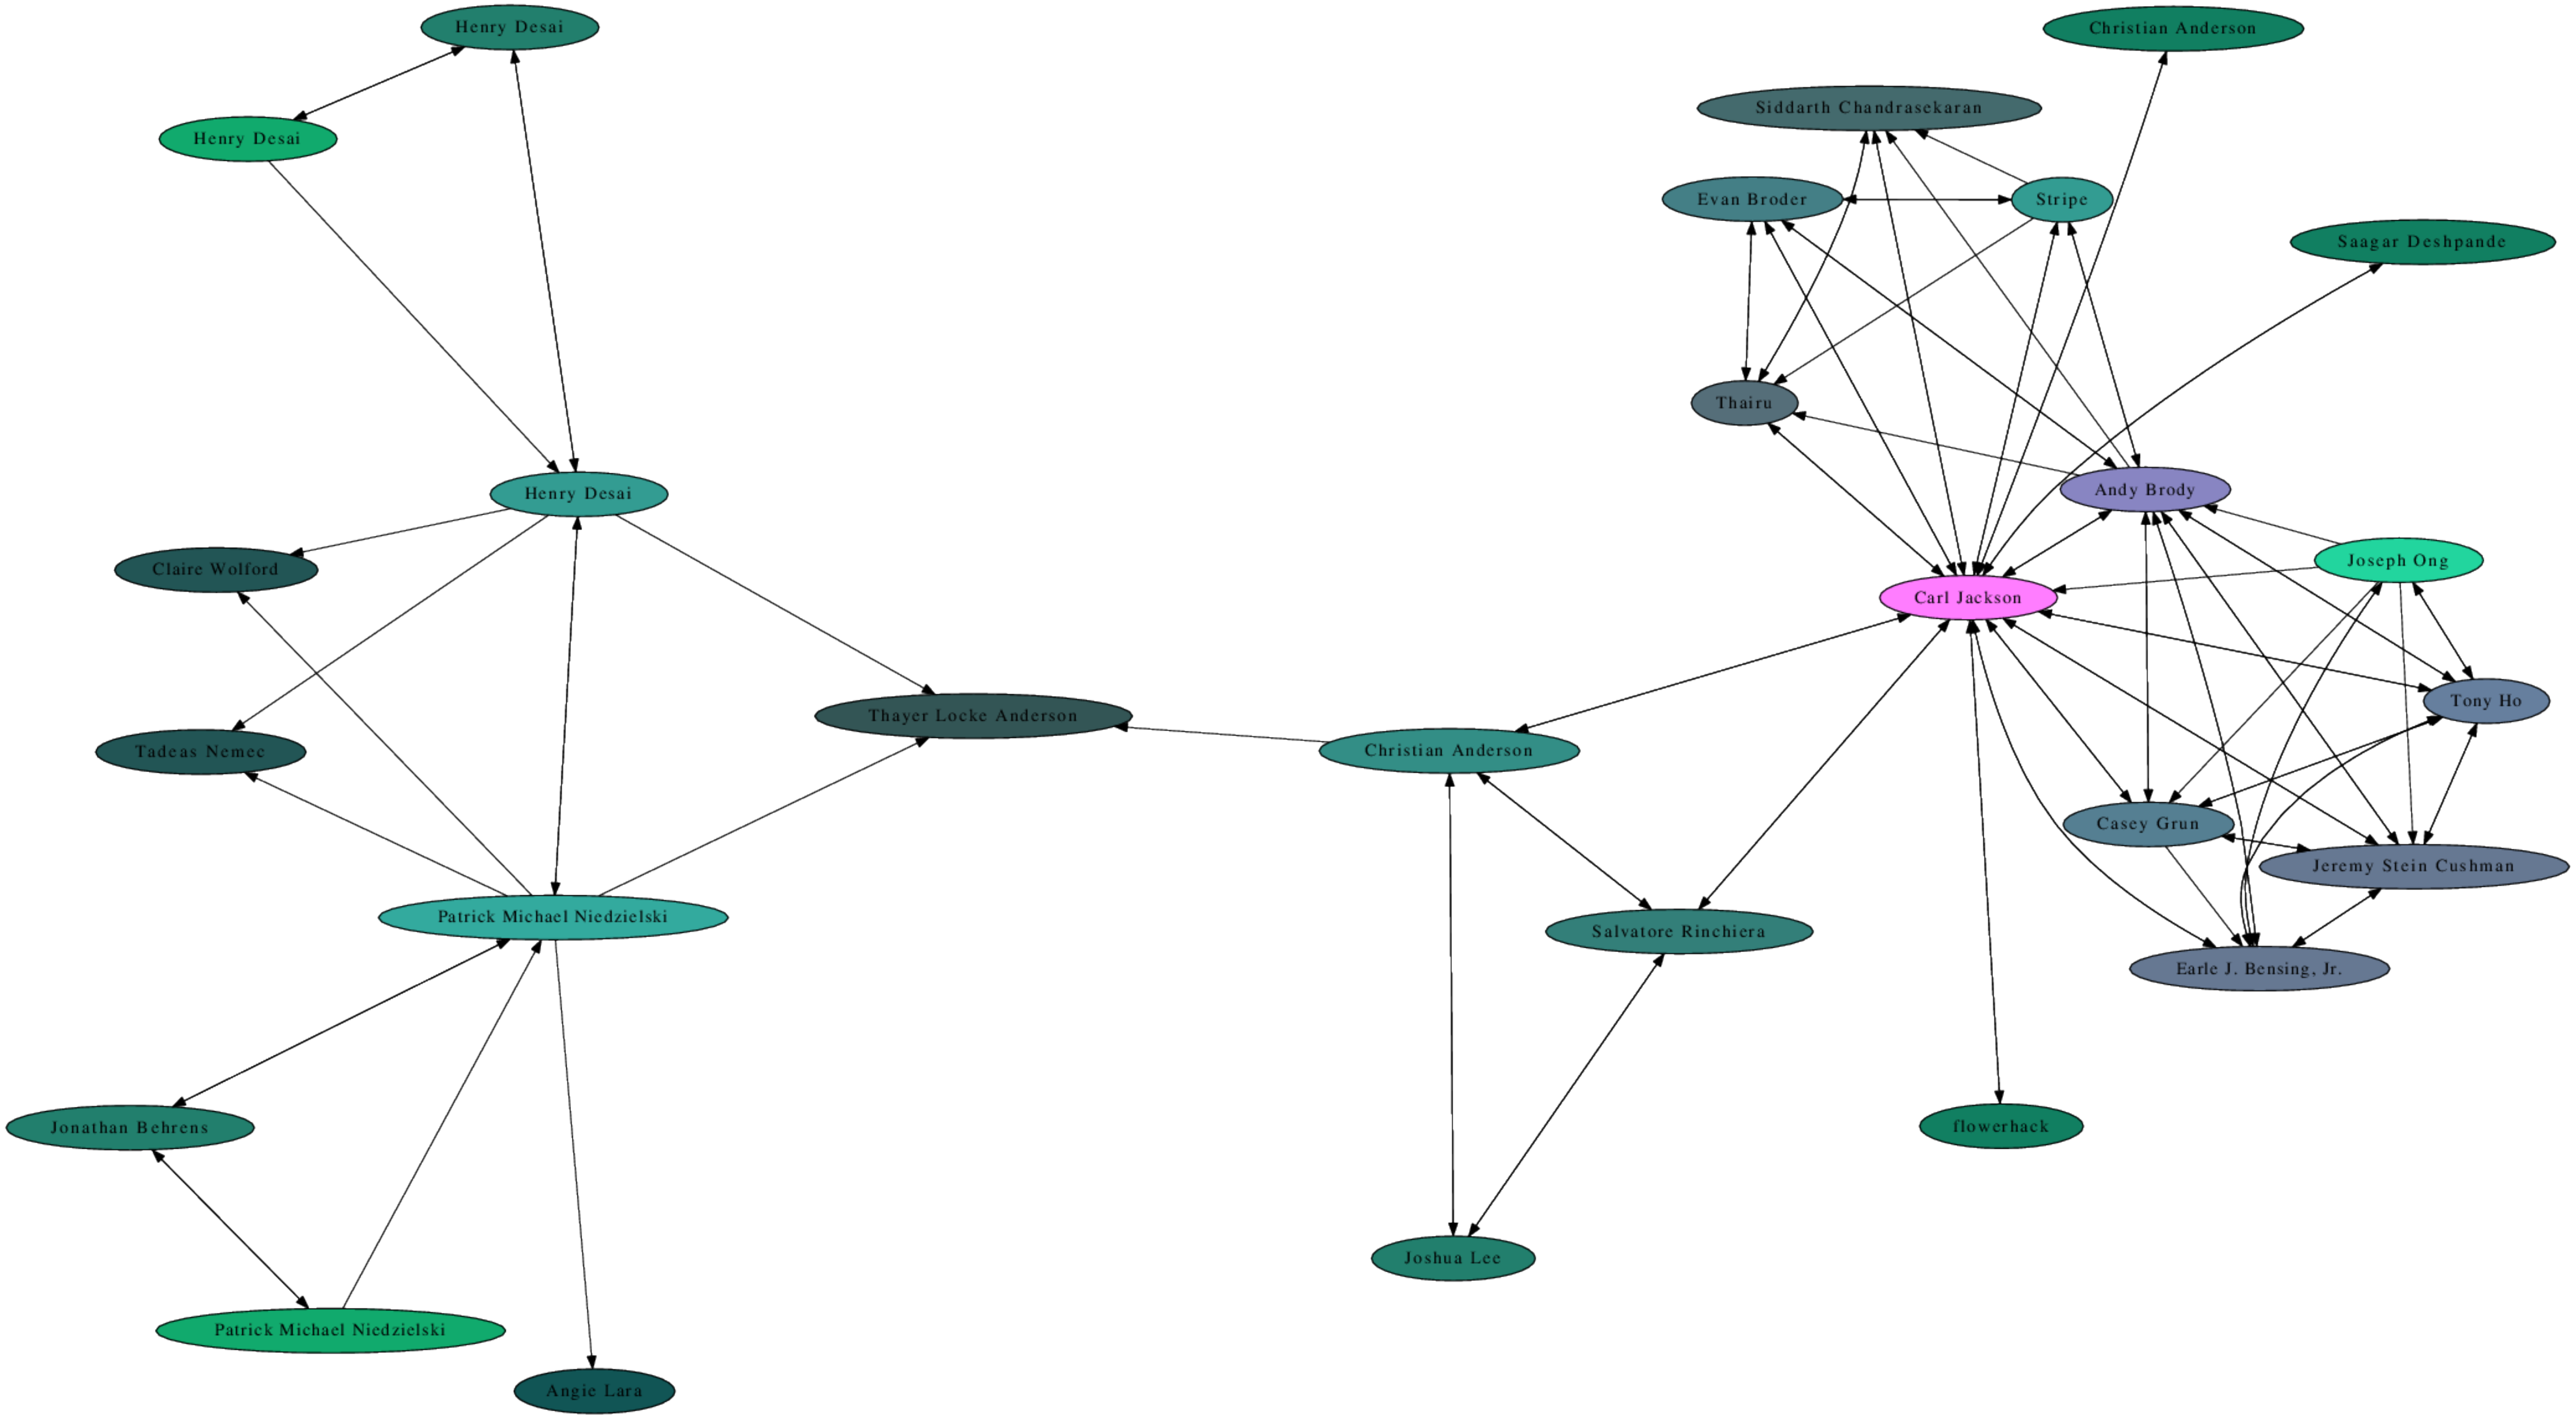 Henry Desai
Christian Anderson
Siddarth Chandrasekaran
Henry Desai
Evan Broder
Stripe
Saagar Deshpande
Thairu
Henry Desai
Andy Brody
Joseph Ong
Claire Wolford
Carl Jackson
Tony Ho
Thayer Locke Anderson
Tadeas Nemec
Christian Anderson
Casey Grun
Jeremy Stein Cushman
Patrick Michael Niedzielski
Salvatore Rinchiera
Earle J. Bensing, Jr.
Jonathan Behrens
flowerhack
Joshua Lee
Patrick Michael Niedzielski
Angie Lara